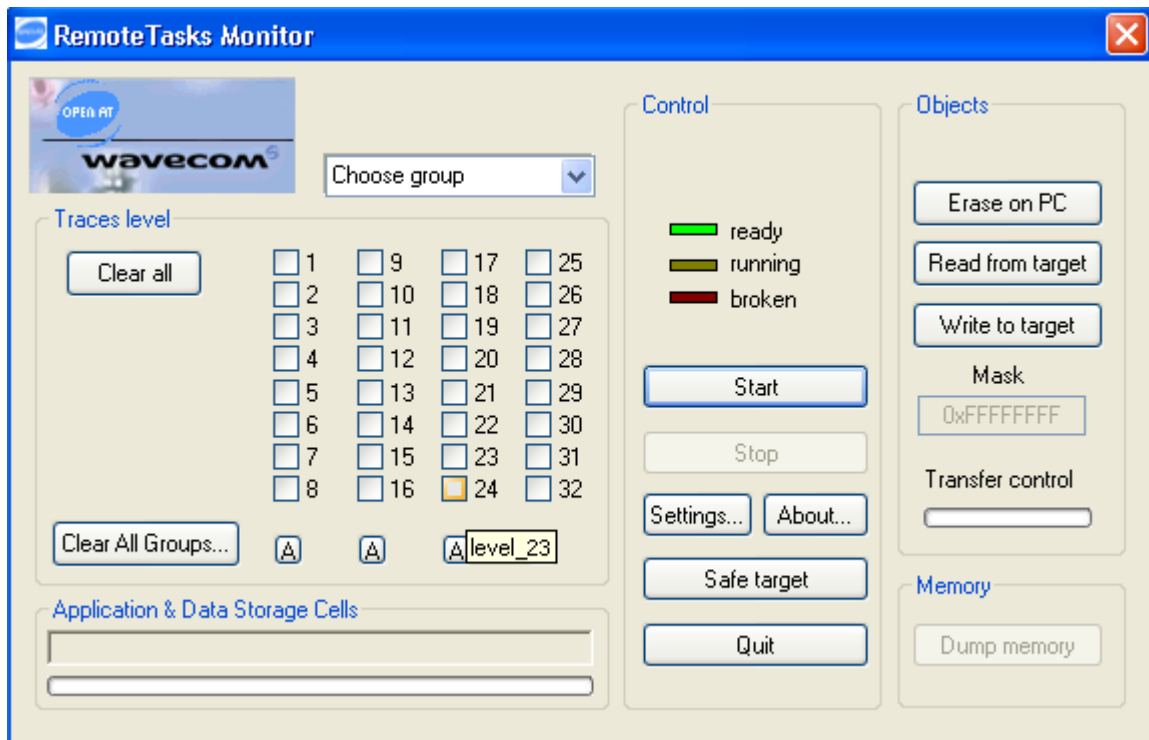 RemoteTasks Monitor
OPEN AT
wavecom
Choose group
Traces level
Clear all
1 9 17 25
2 10 18 26
3 11 19 27
4 12 20 28
5 13 21 29
6 14 22 30
7 15 23 31
8 16 24 32
Clear All Groups...
A A A level_23
Application & Data Storage Cells
Control
ready
running
broken
Start
Stop
Settings... About...
Safe target
Quit
Objects
Erase on PC
Read from target
Write to target
Mask
0xFFFFFFFF
Transfer control
Memory
Dump memory